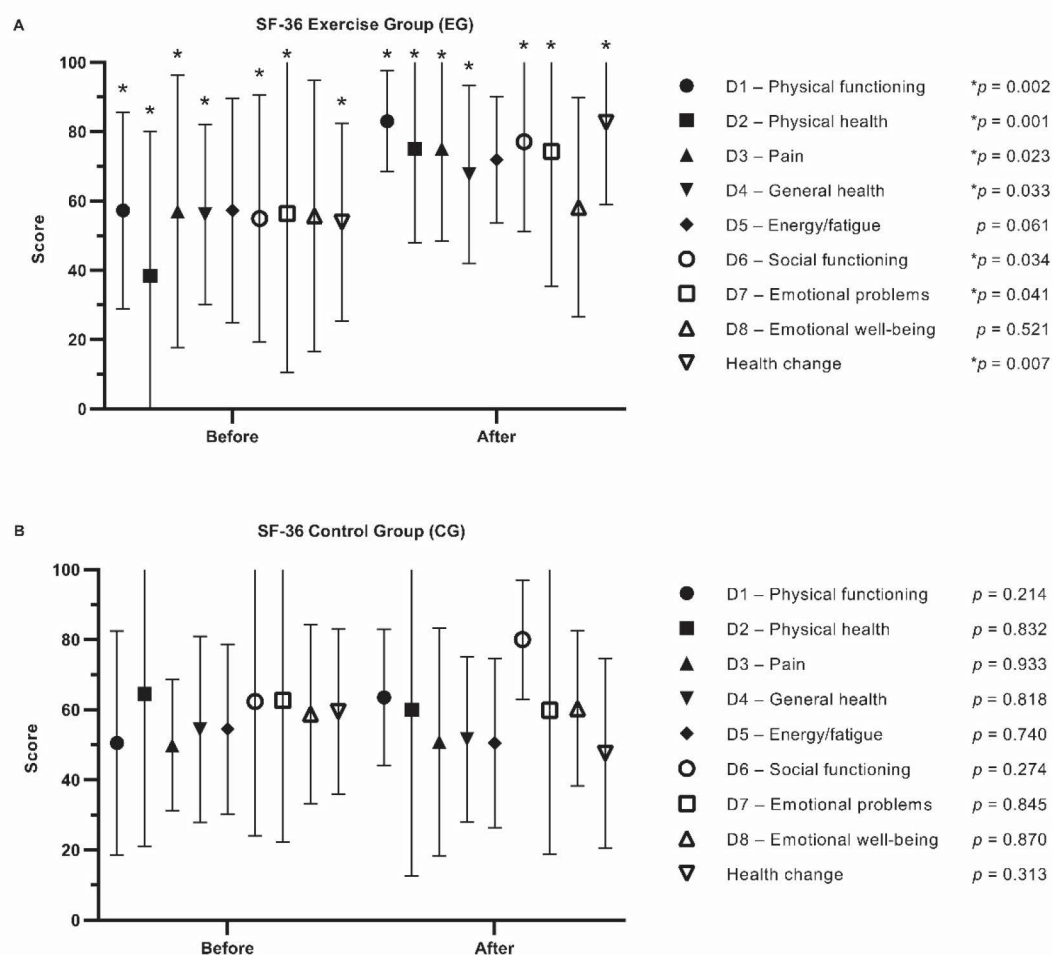 A
SF-36 Exercise Group (EG)
Score
100
80
60
40
20
0
* * * * * * *
* * * * * * *
Before
After
D1 – Physical functioning *p = 0.002
D2 – Physical health *p = 0.001
D3 – Pain *p = 0.023
D4 – General health *p = 0.033
D5 – Energy/fatigue p = 0.061
D6 – Social functioning *p = 0.034
D7 – Emotional problems *p = 0.041
D8 – Emotional well-being p = 0.521
Health change *p = 0.007
B
SF-36 Control Group (CG)
Score
100
80
60
40
20
0
Before
After
D1 – Physical functioning p = 0.214
D2 – Physical health p = 0.832
D3 – Pain p = 0.933
D4 – General health p = 0.818
D5 – Energy/fatigue p = 0.740
D6 – Social functioning p = 0.274
D7 – Emotional problems p = 0.845
D8 – Emotional well-being p = 0.870
Health change p = 0.313